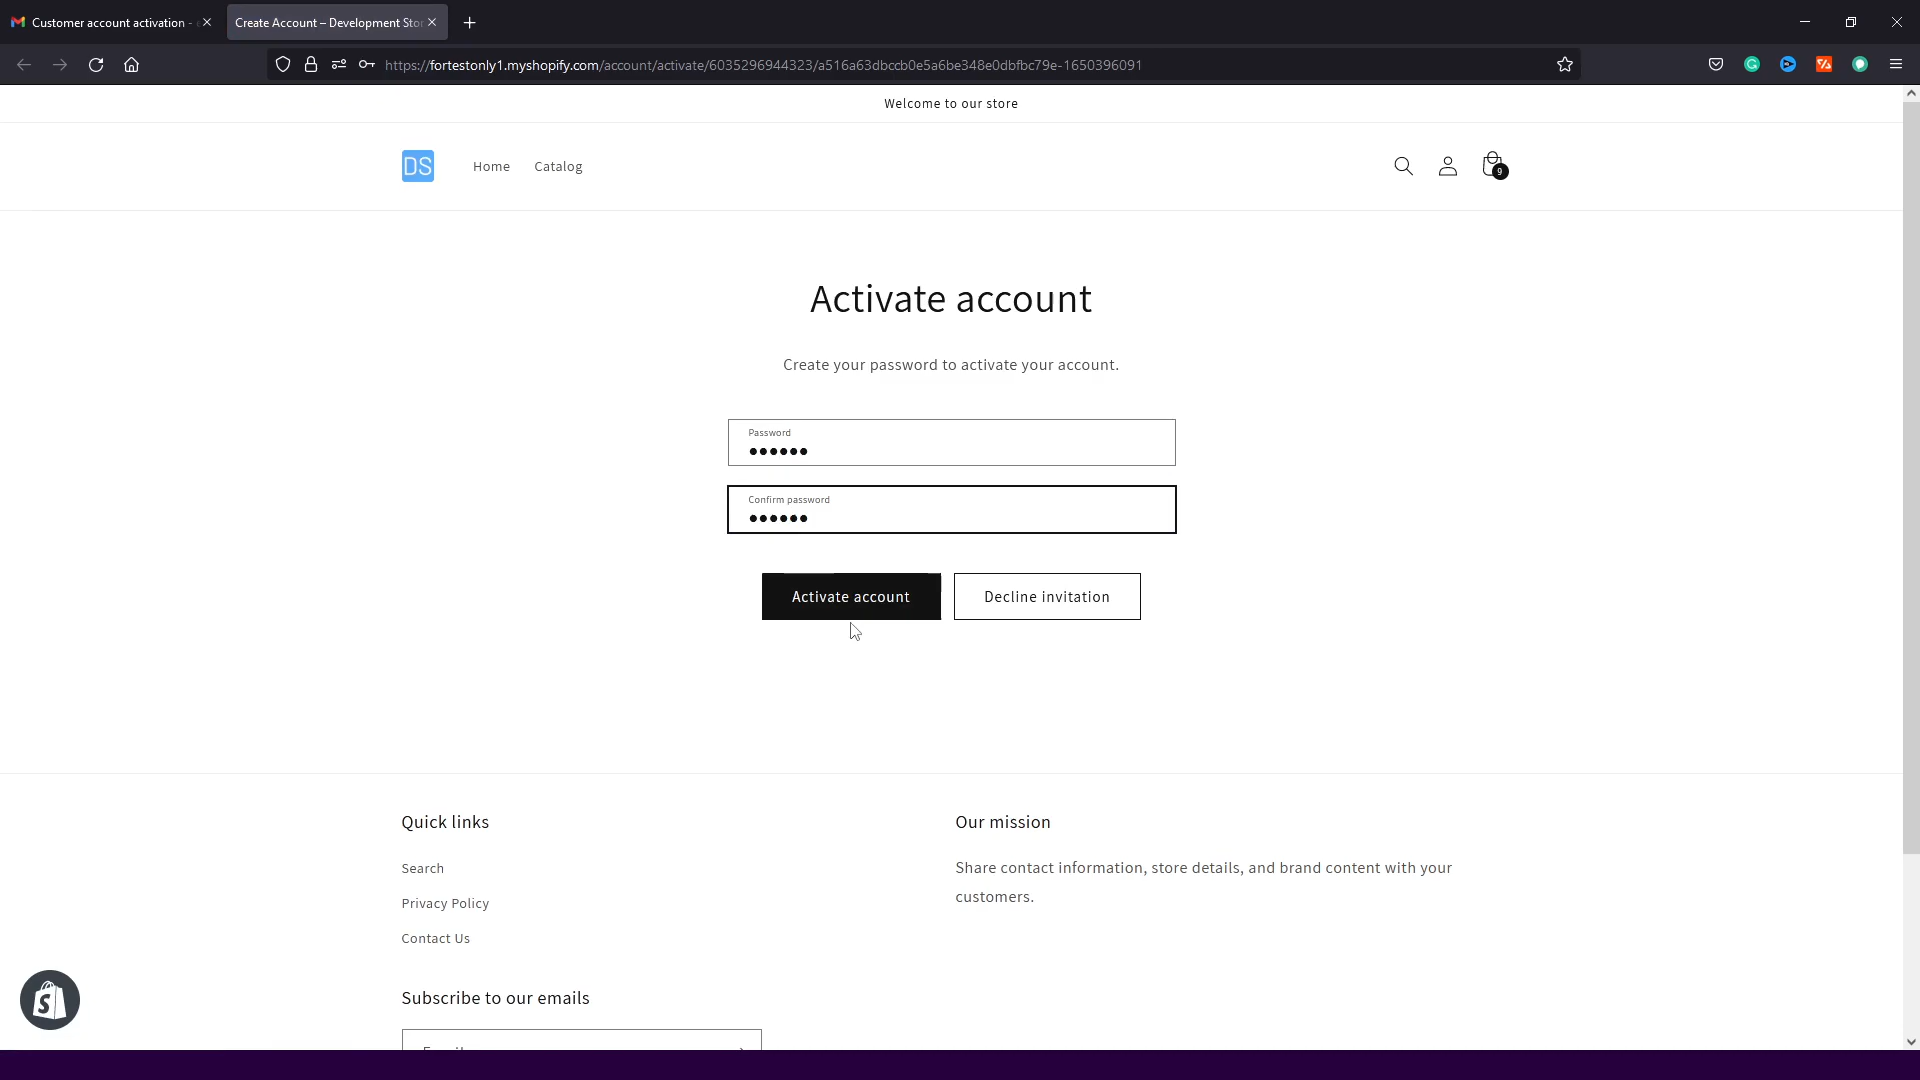 Customer account activation -
Create Account – Development Sto
https://fortestonly1.myshopify.com/account/activate/6035296944323/a516a63dbccb0e5a6be348e0dbfbc79e-1650396091
Welcome to our store
DS
Home
Catalog
9
Activate account
Create your password to activate your account.
Password
••••••
Confirm password
••••••
Activate account
Decline invitation
Quick links
Our mission
Search
Share contact information, store details, and brand content with your
customers.
Privacy Policy
Contact Us
Subscribe to our emails